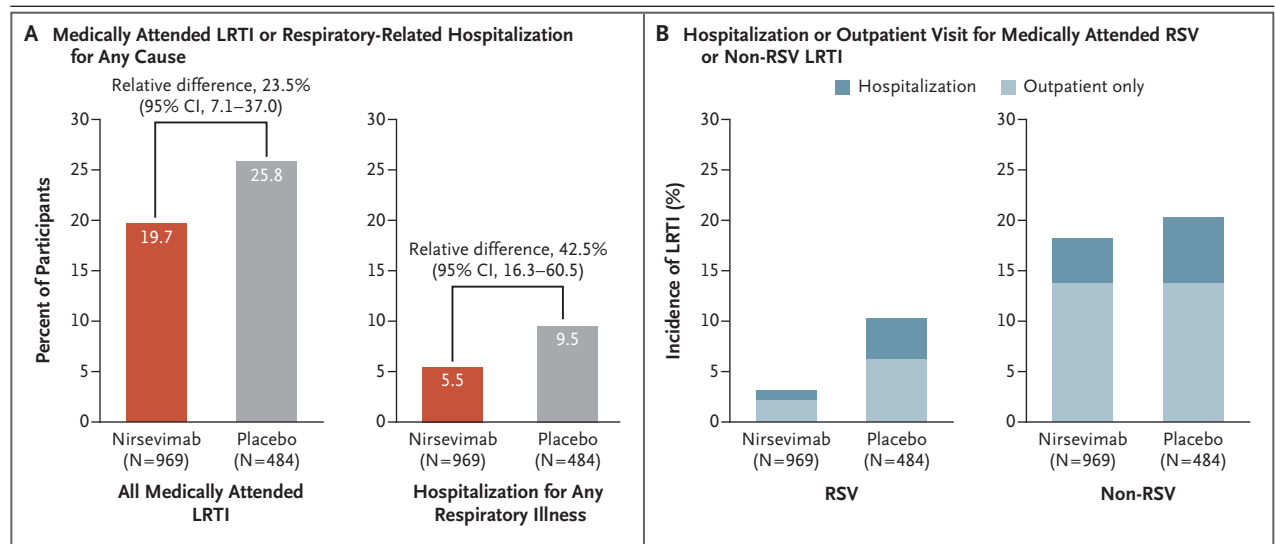 A Medically Attended LRTI or Respiratory-Related Hospitalization
for Any Cause
Relative difference, 23.5%
(95% CI, 7.1–37.0)
Percent of Participants
30
25
20
15
10
5
0
19.7
25.8
Nirsevimab
(N=969)
Placebo
(N=484)
All Medically Attended
LRTI
30
25
20
15
10
5
0
Relative difference, 42.5%
(95% CI, 16.3–60.5)
5.5
9.5
Nirsevimab
(N=969)
Placebo
(N=484)
Hospitalization for Any
Respiratory Illness
B Hospitalization or Outpatient Visit for Medically Attended RSV
or Non-RSV LRTI
Hospitalization
Outpatient only
Incidence of LRTI (%)
30
25
20
15
10
5
0
Nirsevimab
(N=969)
Placebo
(N=484)
RSV
30
25
20
15
10
5
0
Nirsevimab
(N=969)
Placebo
(N=484)
Non-RSV